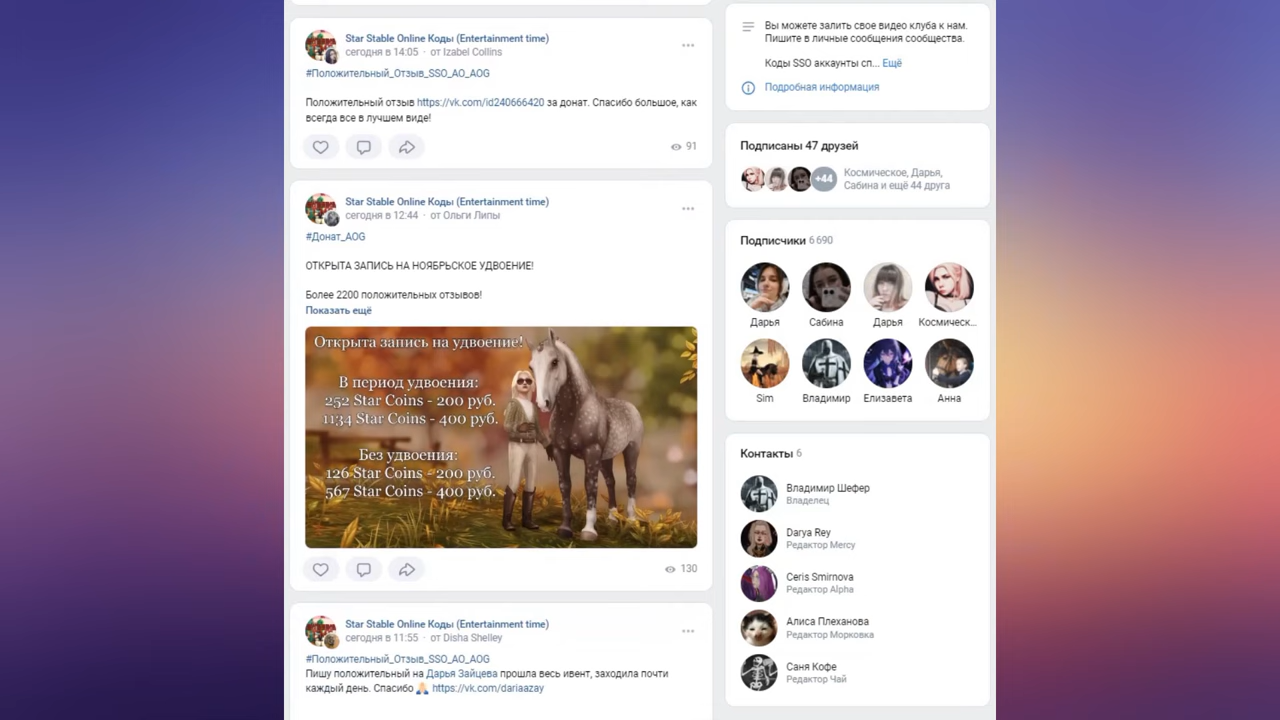 Star Stable Online Коды (Entertainment time)
сегодня в 14:05 · от Izabel Collins
#Положительный_Отзыв_SSO_AO_AOG
Положительный отзыв https://vk.com/id240666420 за донат. Спасибо большое, как
всегда все в лучшем виде!
91
Star Stable Online Коды (Entertainment time)
сегодня в 12:44 · от Ольги Липы
#Донат_AOG
ОТКРЫТА ЗАПИСЬ НА НОЯБРЬСКОЕ УДВОЕНИЕ!
Более 2200 положительных отзывов!
Показать ещё
Открыта запись на удвоение!
В период удвоения:
252 Star Coins - 200 руб.
1134 Star Coins - 400 руб.
Без удвоения:
126 Star Coins - 200 руб.
567 Star Coins - 400 руб.
130
Star Stable Online Коды (Entertainment time)
сегодня в 11:55 · от Disha Shelley
#Положительный_Отзыв_SSO_AO_AOG
Пишу положительный на Дарья Зайцева прошла весь ивент, заходила почти
каждый день. Спасибо 🙏 https://vk.com/dariaazay
Вы можете залить свое видео клуба к нам.
Пишите в личные сообщения сообщества.
Коды SSO аккаунты сп... Ещё
Подробная информация
Подписаны 47 друзей
+44
Космическое, Дарья,
Сабина и ещё 44 друга
Подписчики 6 690
Дарья Сабина Дарья Космическ...
Sim Владимир Елизавета Анна
Контакты 6
Владимир Шефер
Владелец
Darya Rey
Редактор Mercy
Ceris Smirnova
Редактор Alpha
Алиса Плеханова
Редактор Морковка
Саня Кофе
Редактор Чай